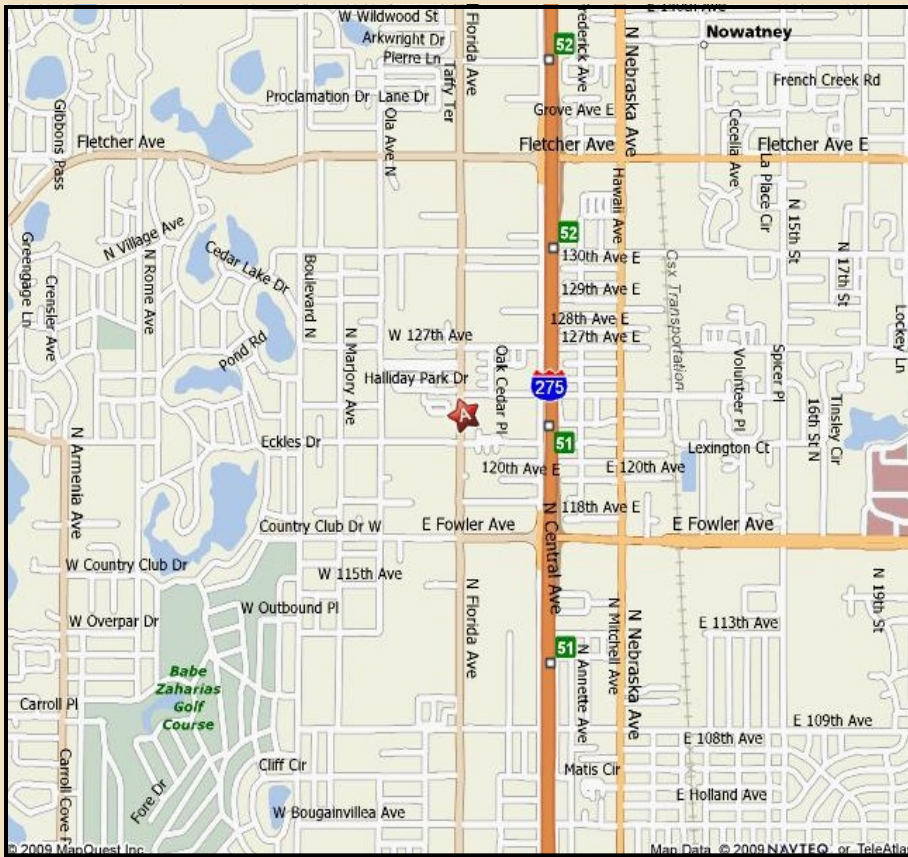 W Wildwood St
E 140th Ave
Florida Ave
Frederick Ave
N Nebraska Ave
Nowatney
52
Arkwright Dr
Pierre Ln
Taffy Ter
French Creek Rd
Gibbons Pass
Proclamation Dr
Lane Dr
Ola Ave N
Grove Ave E
Cecelia Ave
Fletcher Ave
Fletcher Ave
Fletcher Ave E
La Place Cir
Hawaii Ave
N 15th St
N Village Ave
Greengage Ln
Crensier Ave
N Rome Ave
Cedar Lake Dr
Boulevard N
52
130th Ave E
Csx Transportation
N 17th St
129th Ave E
128th Ave E
127th Ave E
Lockey Ln
W 127th Ave
N Marjory Ave
Pond Rd
Oak Cedar Pl
Halliday Park Dr
275
Volunteer Pl
Spicer Pl
16th St N
Tinsley Cir
A
N Armenia Ave
Eckles Dr
51
Lexington Ct
120th Ave E
E 120th Ave
118th Ave E
Country Club Dr W
E Fowler Ave
N Central Ave
E Fowler Ave
W Country Club Dr
W 115th Ave
N Florida Ave
N 19th St
W Outbound Pl
W Overpar Dr
N Mitchell Ave
N Nebraska Ave
E 113th Ave
51
N Annette Ave
Babe
Zaharias
Golf
Course
Carroll Pl
E 109th Ave
E 108th Ave
Carroll Cove
Fore Dr
Cliff Cir
Matis Cir
E Holland Ave
W Bougainvillea Ave
© 2009 MapQuest Inc
Map Data © 2009 NAVTEQ or TeleAtlas